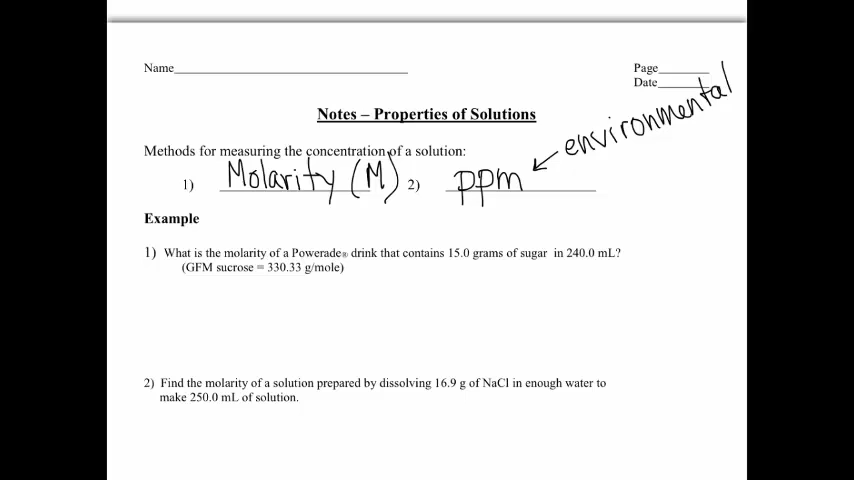 Name____________________ Page_______
Date_______
Notes – Properties of Solutions
environmental
Methods for measuring the concentration of a solution:
1) Molarity (M) 2) ppm
Example
1) What is the molarity of a Powerade® drink that contains 15.0 grams of sugar in 240.0 mL?
(GFM sucrose = 330.33 g/mole)
2) Find the molarity of a solution prepared by dissolving 16.9 g of NaCl in enough water to
make 250.0 mL of solution.